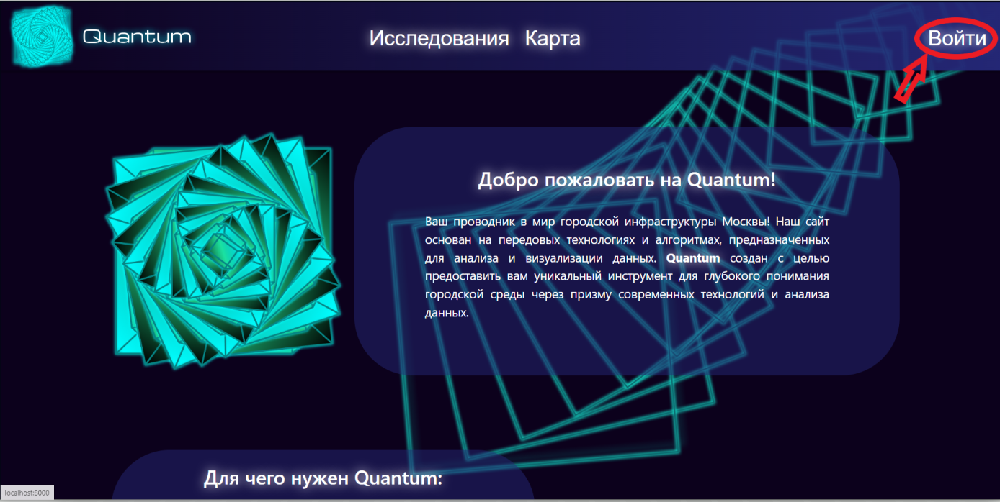 Quantum
Исследования Карта
Войти
Добро пожаловать на Quantum!
Ваш проводник в мир городской инфраструктуры Москвы! Наш сайт
основан на передовых технологиях и алгоритмах, предназначенных
для анализа и визуализации данных. Quantum создан с целью
предоставить вам уникальный инструмент для глубокого понимания
городской среды через призму современных технологий и анализа
данных.
Для чего нужен Quantum:
localhost:8000